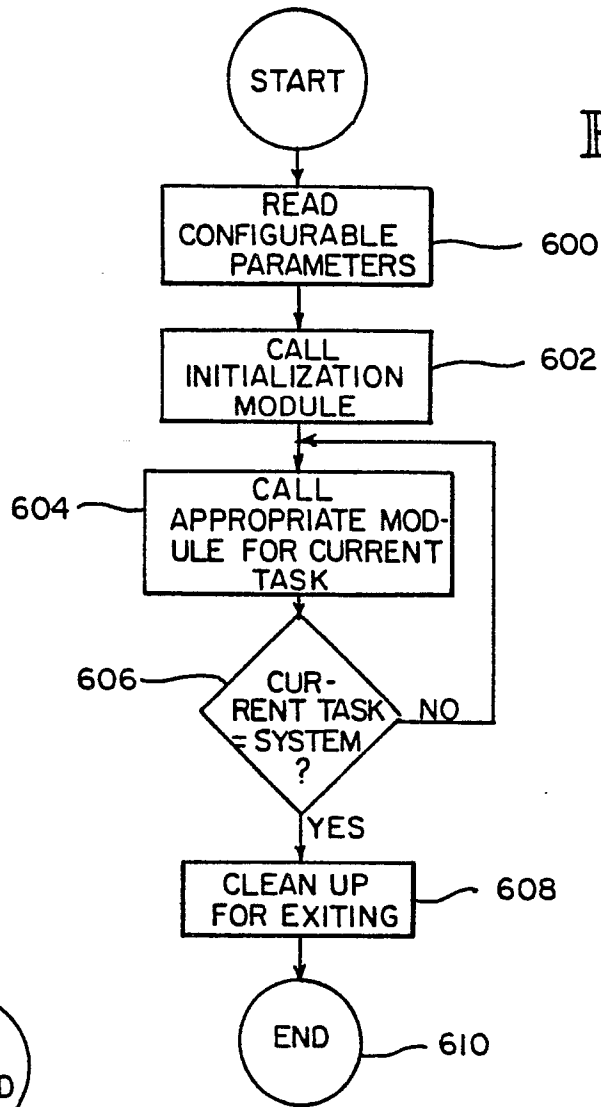 START
READ
CONFIGURABLE
PARAMETERS
600
CALL
INITIALIZATION
MODULE
602
604
CALL
APPROPRIATE MOD-
ULE FOR CURRENT
TASK
606
CUR-
RENT TASK
= SYSTEM
?
NO
YES
CLEAN UP
FOR EXITING
608
END
610
D